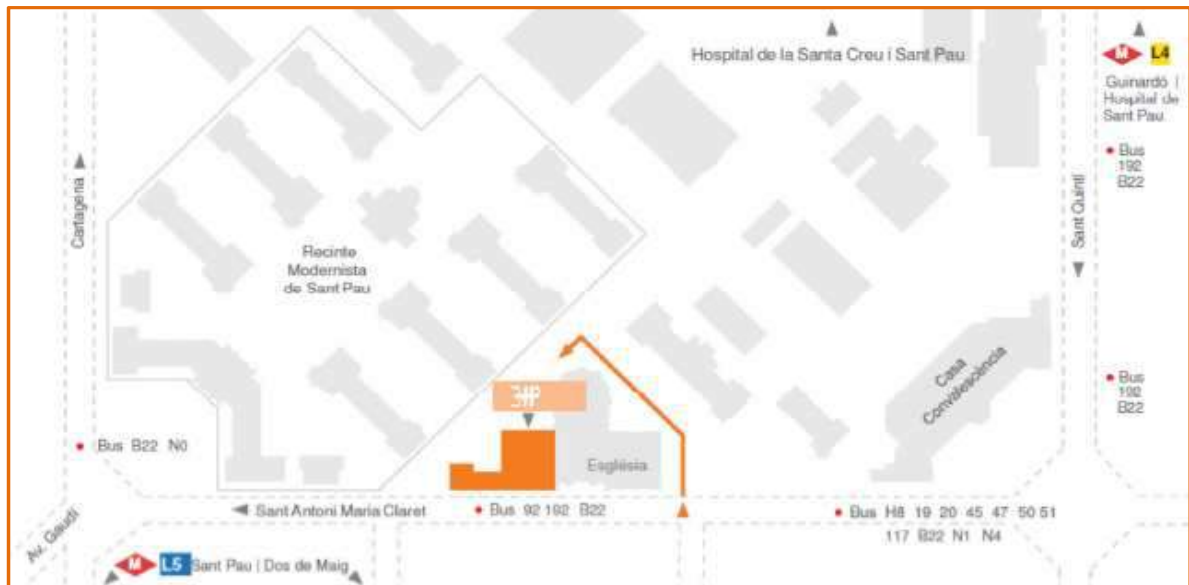 Hospital de la Santa Creu i Sant Pau
M L4
Guinardó |
Hospital de
Sant Pau
Bus
192
B22
Cartagena
Sant Quintí
Recinte
Modernista
de Sant Pau
Casa
Convalescència
Bus
192
B22
Bus B22 N0
Església
Sant Antoni Maria Claret
Bus 92 192 B22
Bus H8 19 20 45 47 50 51
117 B22 N1 N4
Av. Gaudí
M L5 Sant Pau | Dos de Maig